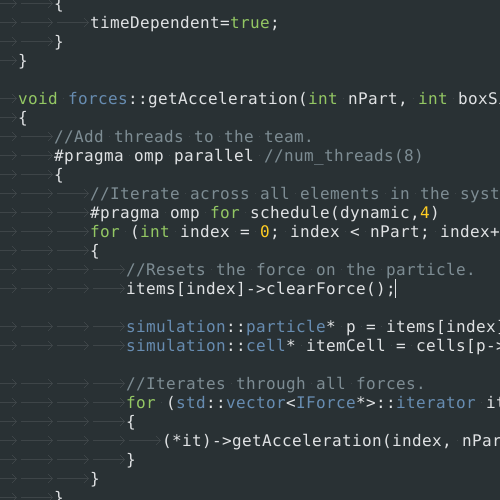 {
timeDependent=true;
}
}
void forces::getAcceleration(int nPart, int boxS
{
//Add threads to the team.
#pragma omp parallel //num_threads(8)
{
//Iterate across all elements in the syst
#pragma omp for schedule(dynamic,4)
for (int index = 0; index < nPart; index+
{
//Resets the force on the particle.
items[index]->clearForce();
simulation::particle* p = items[index]
simulation::cell* itemCell = cells[p->
//Iterates through all forces.
for (std::vector<IForce*>::iterator it
{
(*it)->getAcceleration(index, nPar
}
}
}